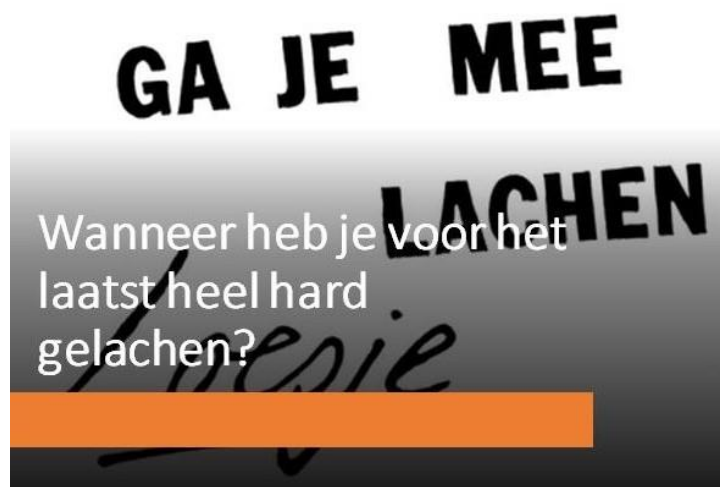 GA JE MEE
LACHEN
Wanneer heb je voor het
laatst heel hard
gelachen?
Loesje